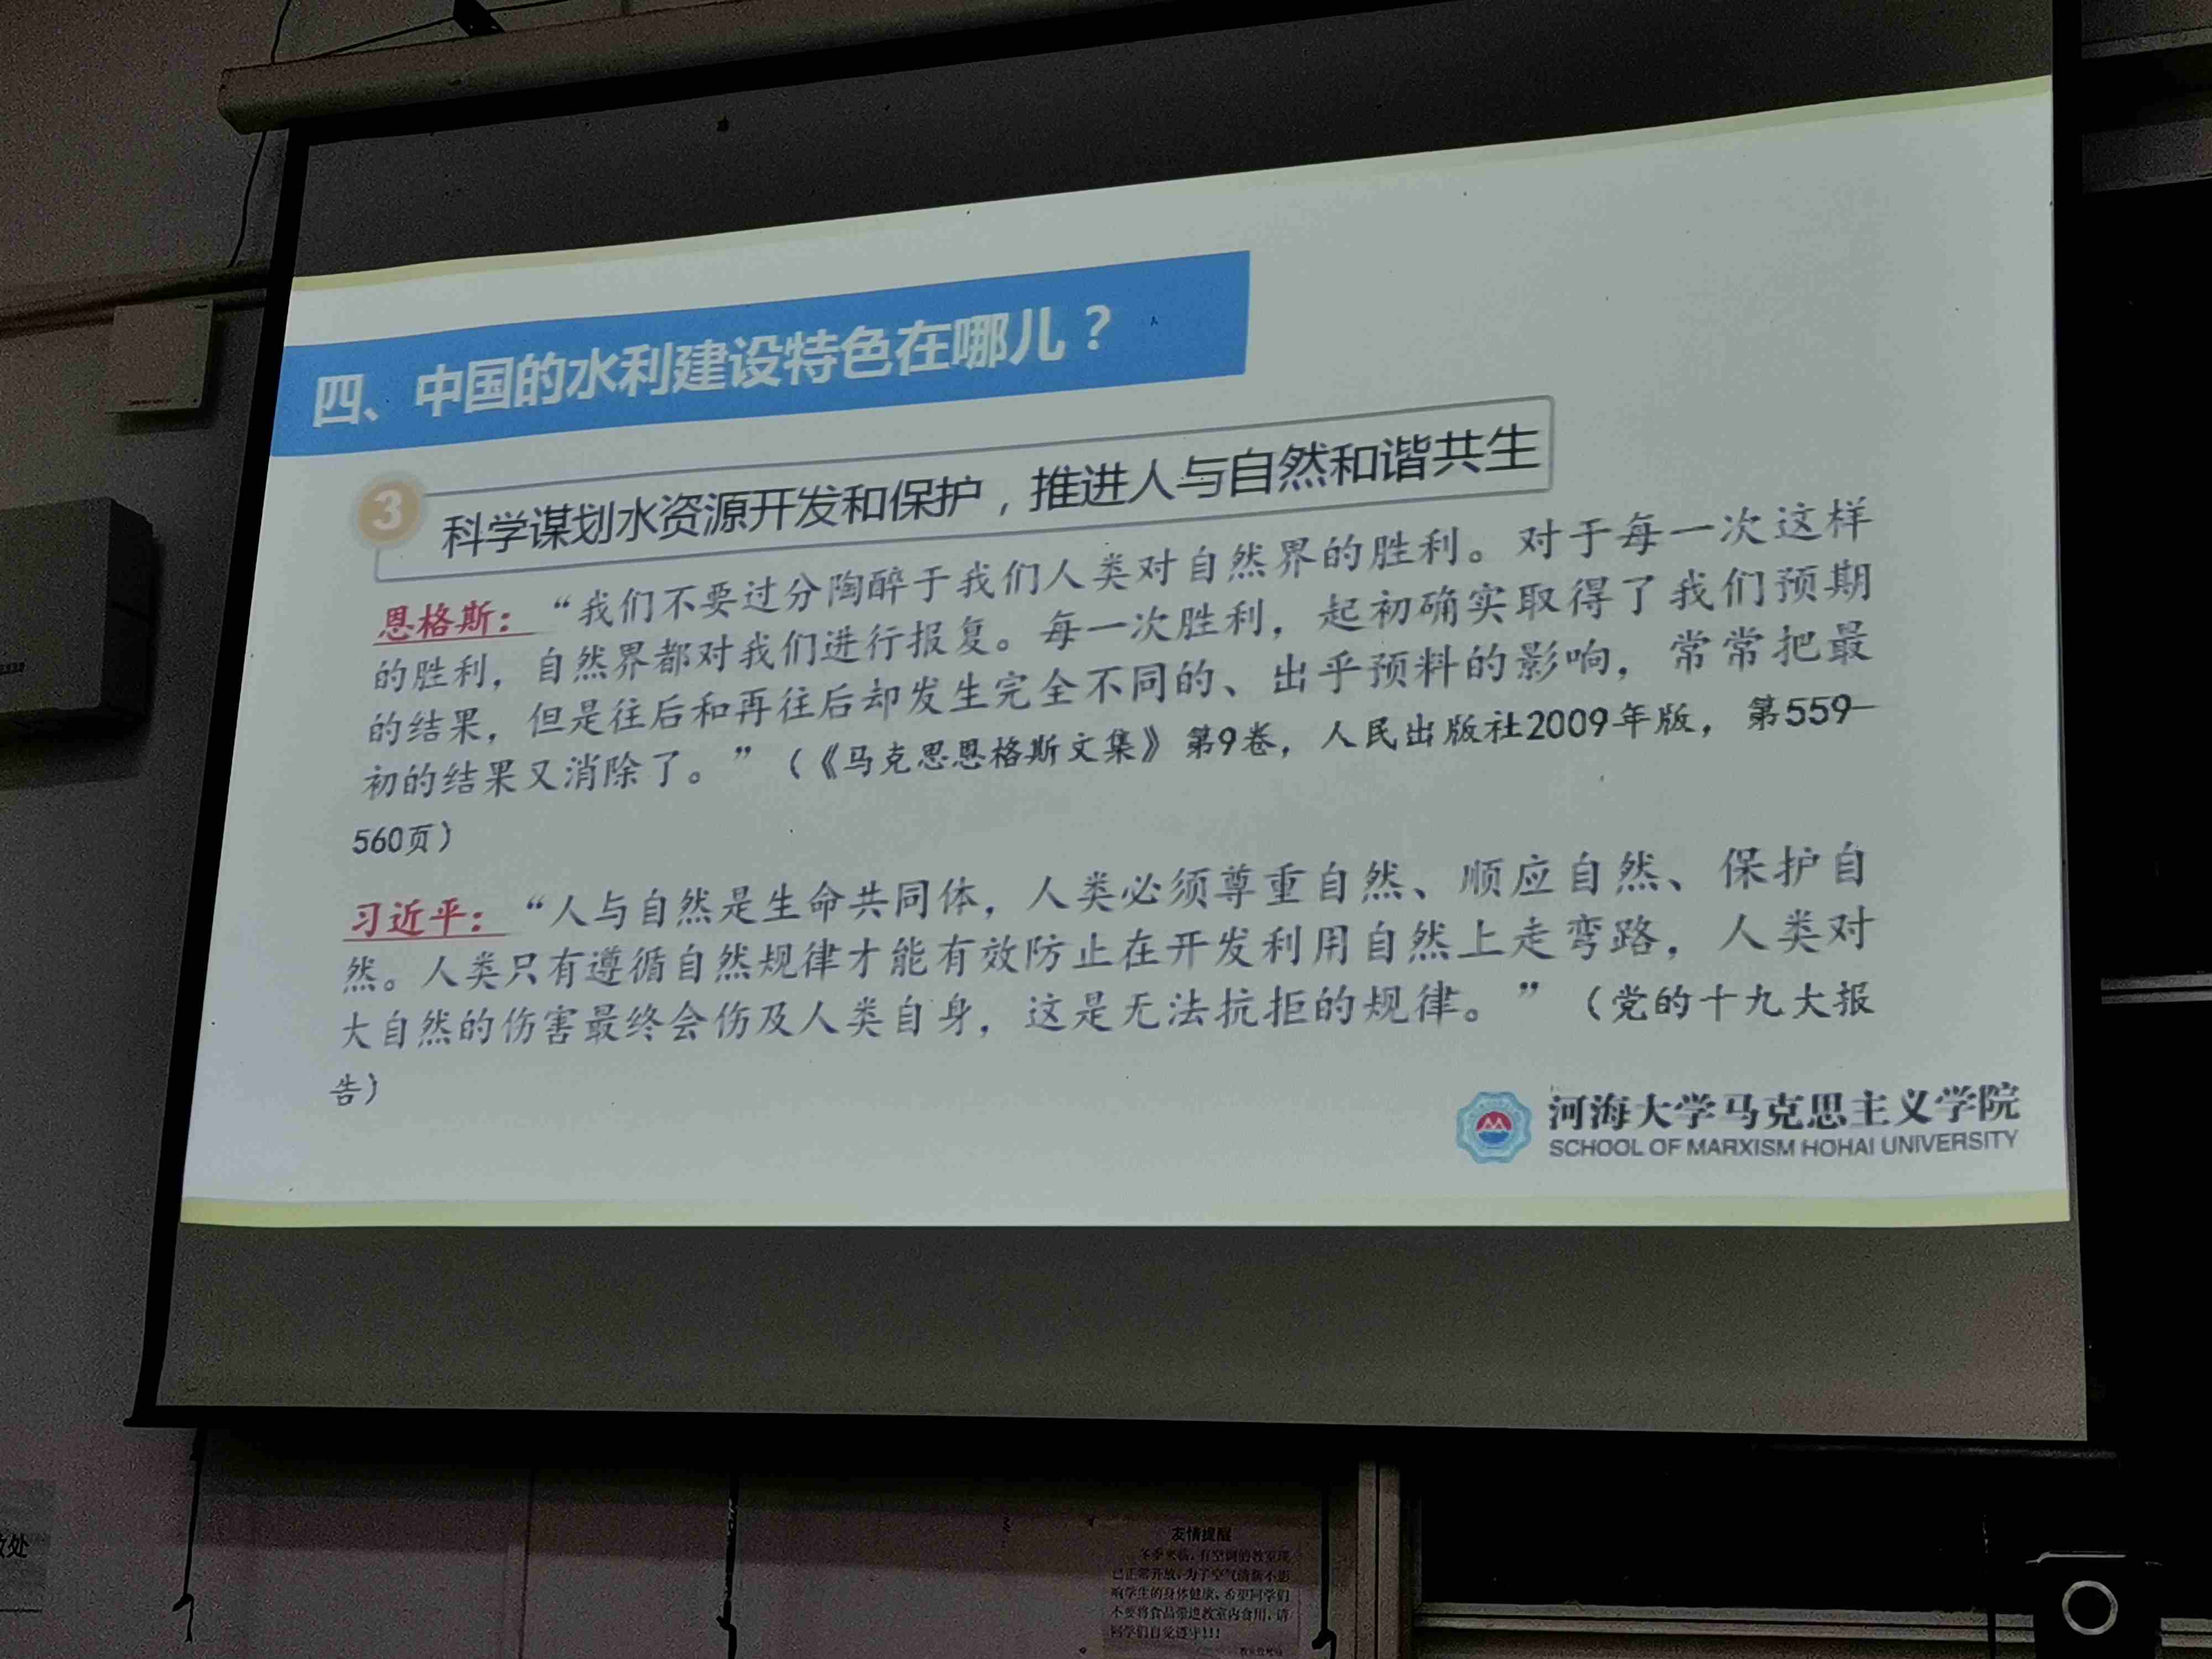 四、中国的水利建设特色在哪儿？
3
科学谋划水资源开发和保护，推进人与自然和谐共生
恩格斯：“我们不要过分陶醉于我们人类对自然界的胜利。对于每一次这样
的胜利，自然界都对我们进行报复。每一次胜利，起初确实取得了我们预期
的结果，但是往后和再往后却发生完全不同的、出乎预料的影响，常常把最
初的结果又消除了。”（《马克思恩格斯文集》第9卷，人民出版社2009年版，第559—
560页）
习近平：“人与自然是生命共同体，人类必须尊重自然、顺应自然、保护自
然。人类只有遵循自然规律才能有效防止在开发利用自然上走弯路，人类对
大自然的伤害最终会伤及人类自身，这是无法抗拒的规律。”（党的十九大报
告）
河海大学马克思主义学院
SCHOOL OF MARXISM HOHAI UNIVERSITY
友情提醒
冬季来临，有空调的教室现
已正常开放，为了空气清新不影
响学生的身体健康，希望同学们
不要将食品带进教室内食用，请
同学们自觉遵守!!!
处